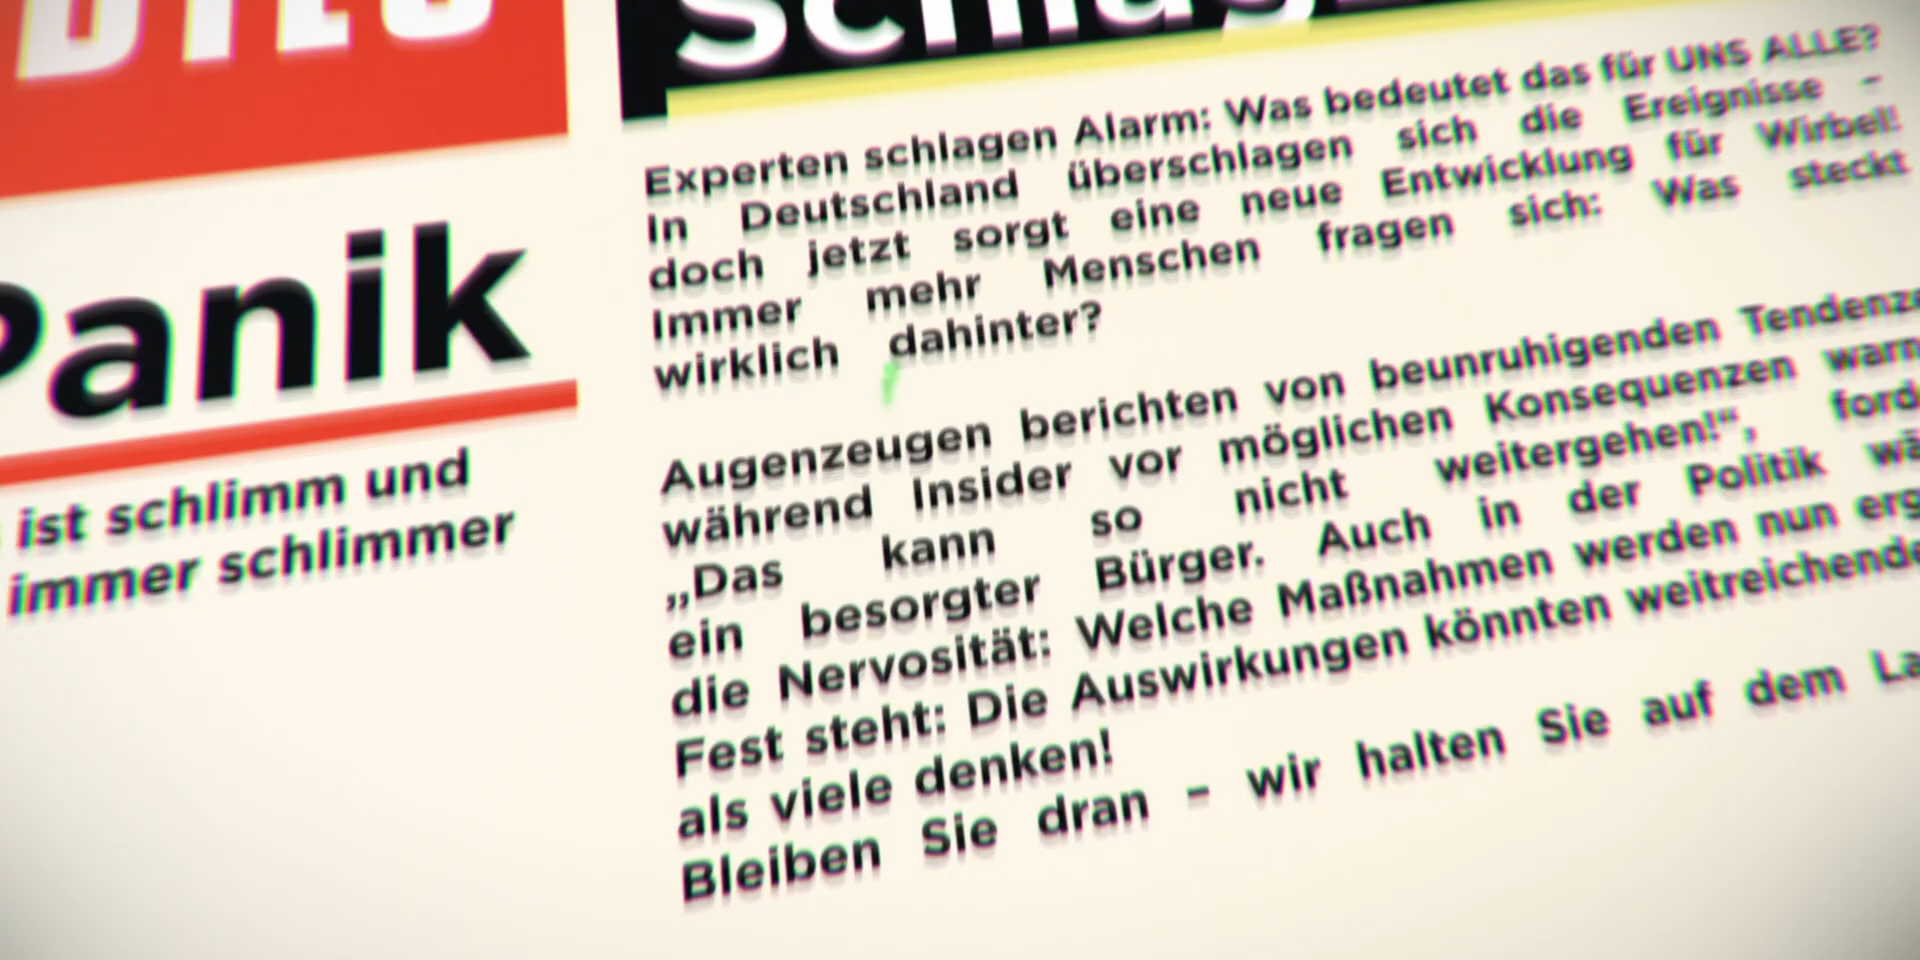 Panik
ist schlimm und
immer schlimmer
Experten schlagen Alarm: Was bedeutet das für UNS ALLE?
In Deutschland überschlagen sich die Ereignisse –
doch jetzt sorgt eine neue Entwicklung für Wirbel!
Immer mehr Menschen fragen sich: Was steckt
wirklich dahinter?
Augenzeugen berichten von beunruhigenden
während Insider vor möglichen Konsequenzen
„Das kann so nicht weitergehen!“,
ein besorgter Bürger. Auch in der Politik
die Nervosität: Welche Maßnahmen werden nun
Fest steht: Die Auswirkungen könnten
als viele denken!
Bleiben Sie dran – wir halten Sie auf dem